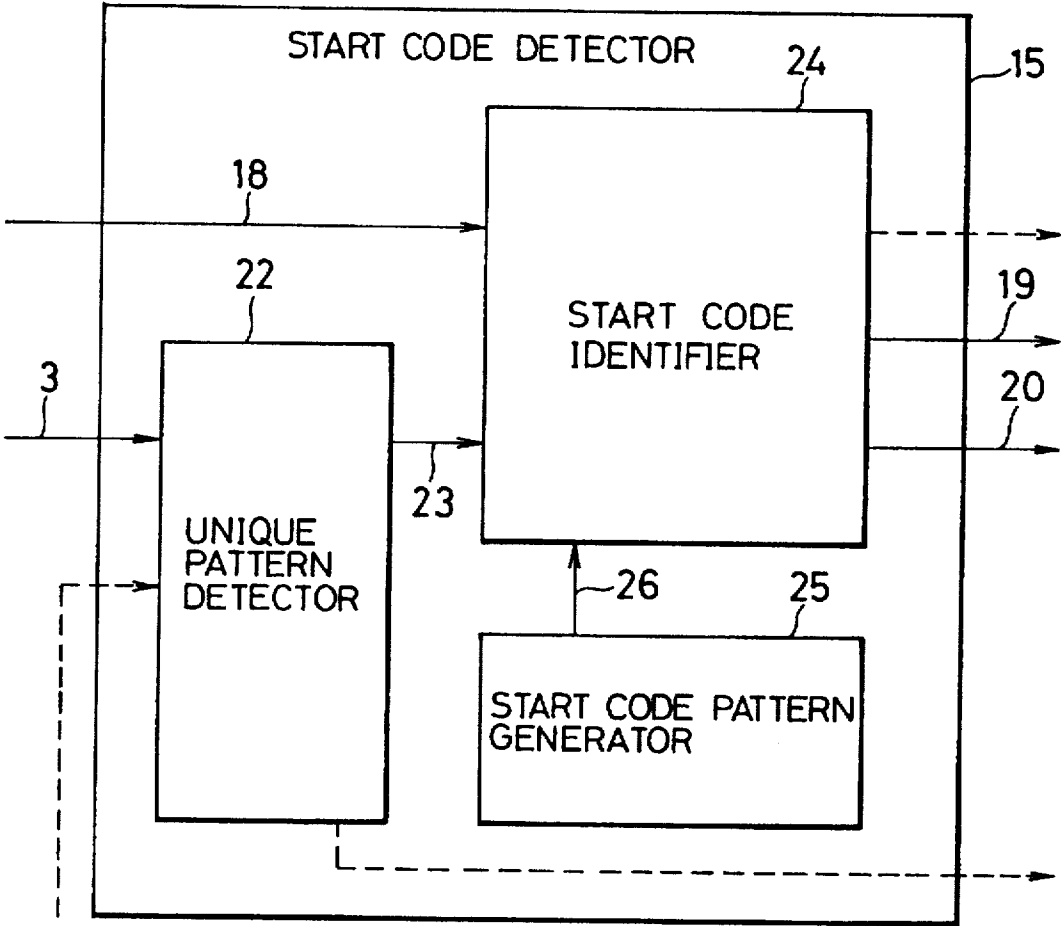 START CODE DETECTOR
24
15
18
22
START CODE
IDENTIFIER
19
3
20
23
UNIQUE
PATTERN
DETECTOR
26
25
START CODE PATTERN
GENERATOR